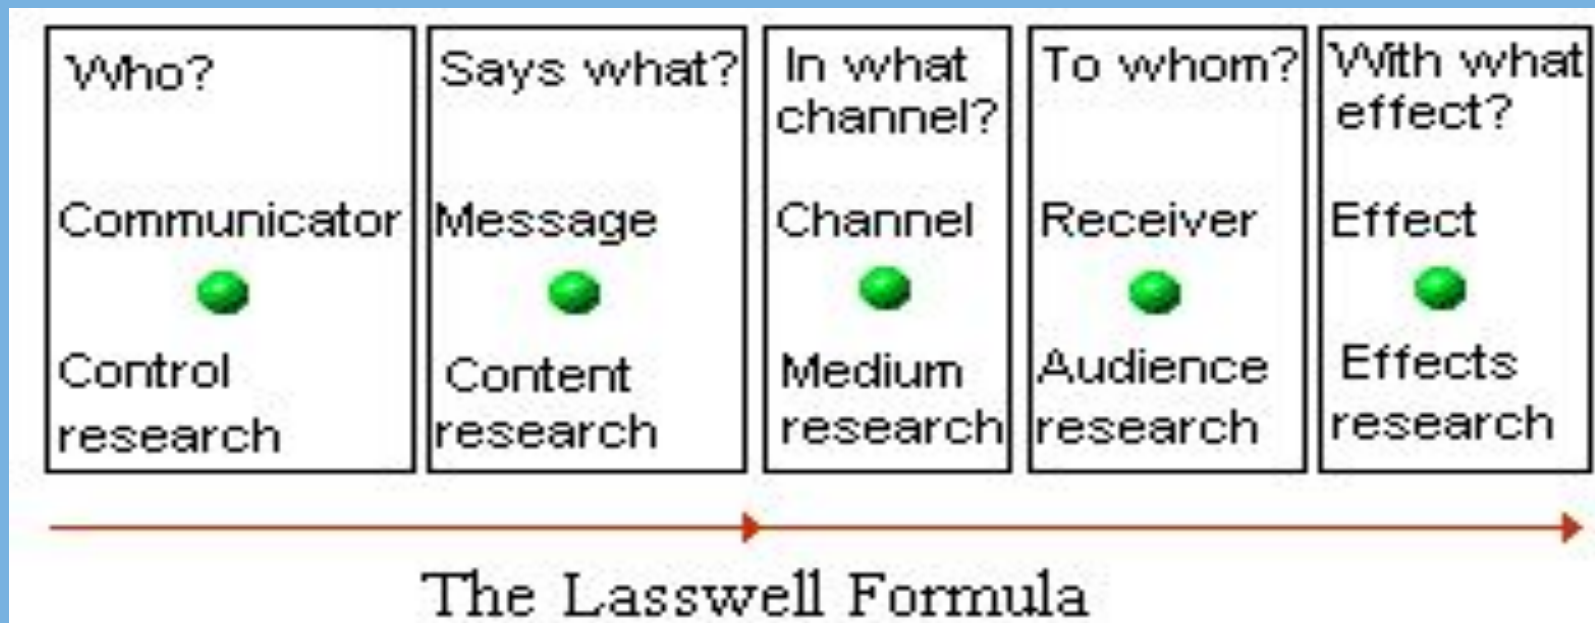 Who?
Communicator
Control
research
Says what?
Message
Content
research
In what
channel?
Channel
Medium
research
To whom?
Receiver
Audience
research
With what
effect?
Effect
Effects
research
The Lasswell Formula